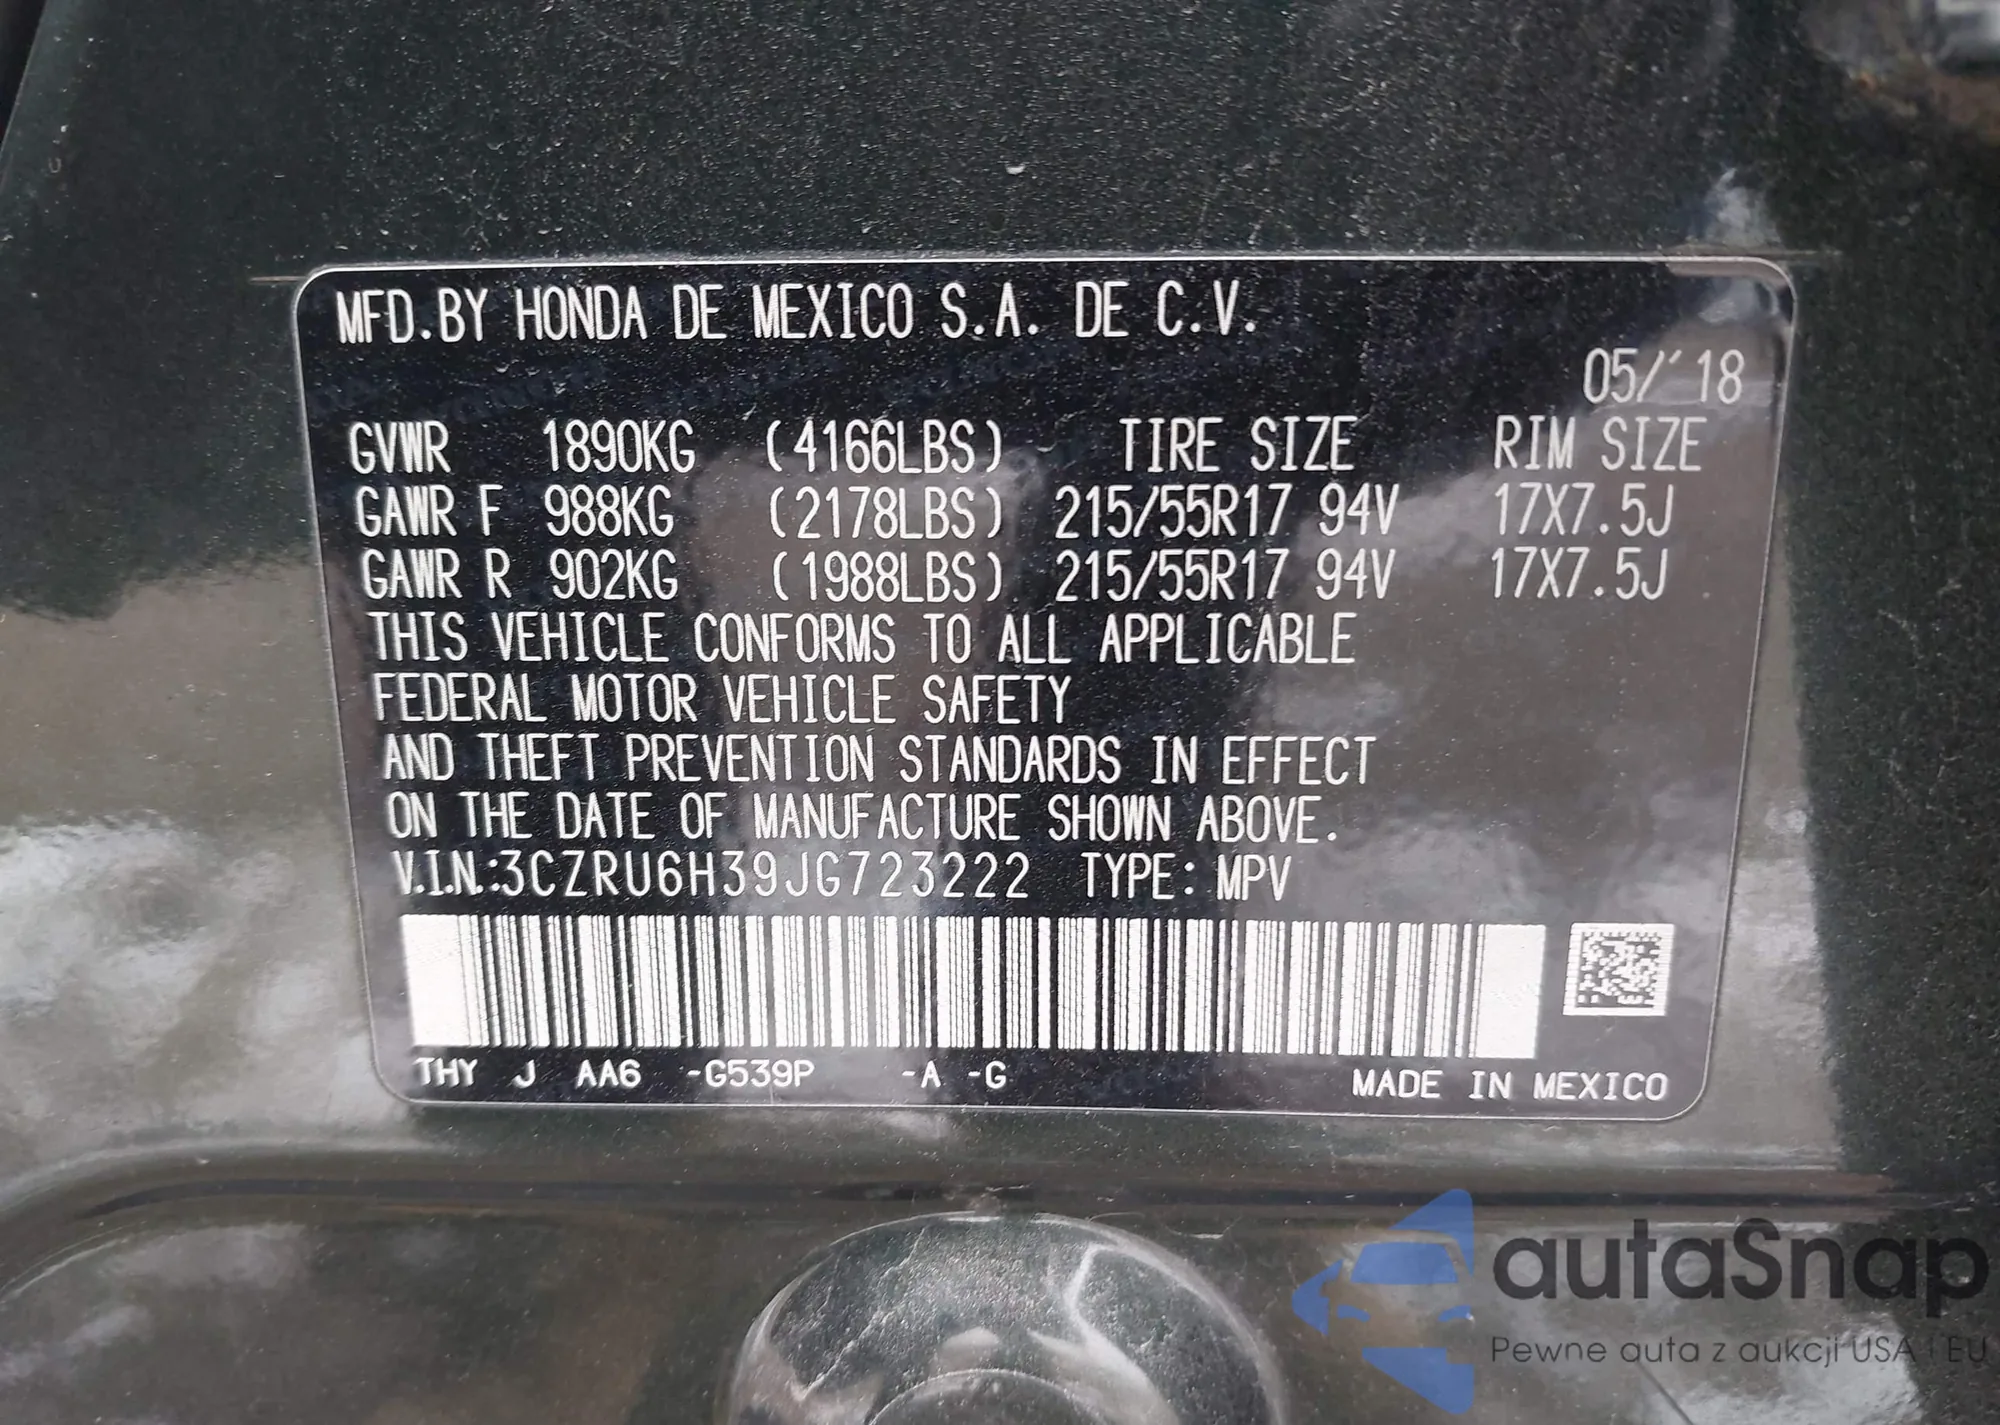 MFD.BY HONDA DE MEXICO S.A. DE C.V.
05/'18
GVWR 1890KG (4166LBS) TIRE SIZE RIM SIZE
GAWR F 988KG (2178LBS) 215/55R17 94V 17X7.5J
GAWR R 902KG (1988LBS) 215/55R17 94V 17X7.5J
THIS VEHICLE CONFORMS TO ALL APPLICABLE
FEDERAL MOTOR VEHICLE SAFETY
AND THEFT PREVENTION STANDARDS IN EFFECT
ON THE DATE OF MANUFACTURE SHOWN ABOVE.
V.I.N.:3CZRU6H39JG723222 TYPE: MPV
THY J AA6 -G539P -A -G MADE IN MEXICO
autaSnap
Pewne auta z aukcji USA i EU